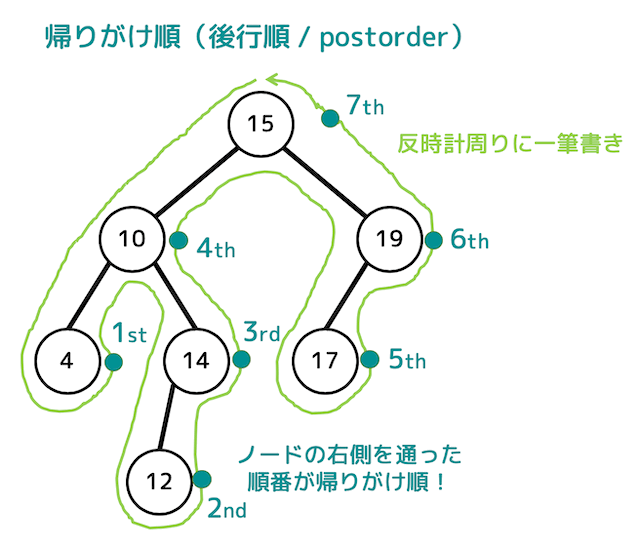 帰りがけ順（後行順 / postorder）
15
7th
反時計周りに一筆書き
10
4th
19
6th
4
1st
14
3rd
17
5th
12
2nd
ノードの右側を通った
順番が帰りがけ順！